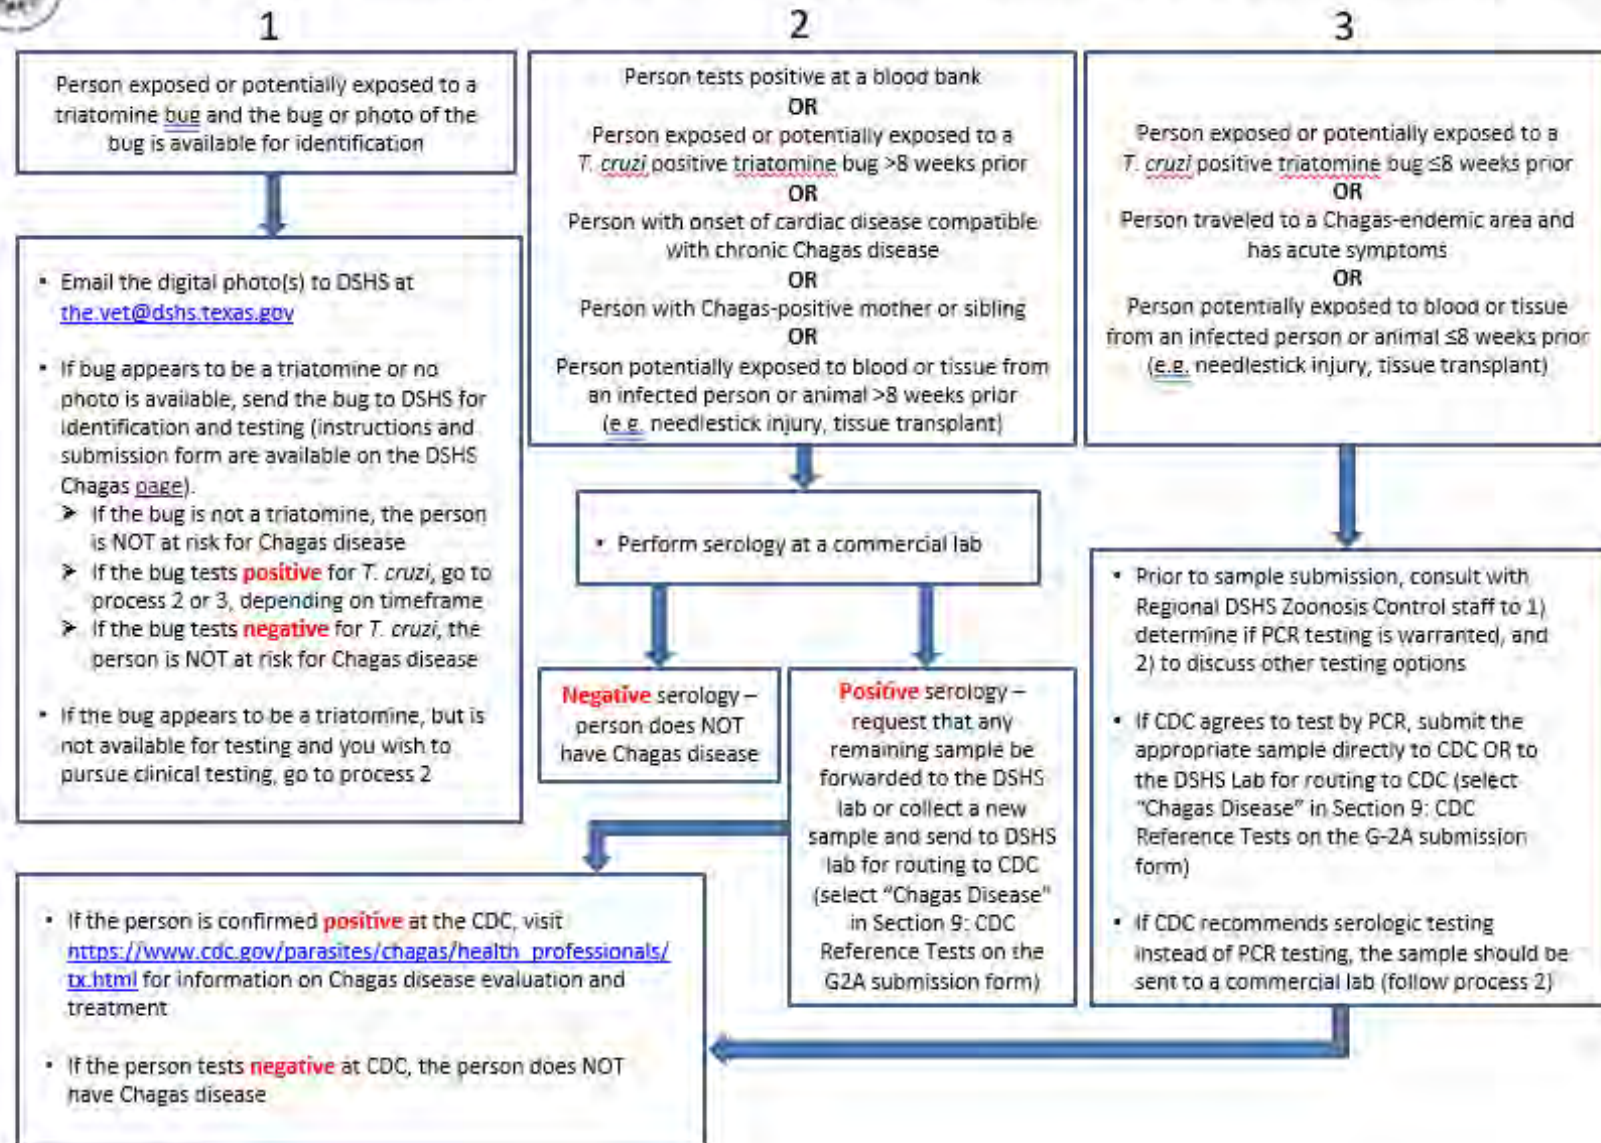 1
Person exposed or potentially exposed to a
triatomine bug and the bug or photo of the
bug is available for identification
• Email the digital photo(s) to DSHS at
the.vet@dshs.texas.gov
• If bug appears to be a triatomine or no
photo is available, send the bug to DSHS for
identification and testing (instructions and
submission form are available on the DSHS
Chagas page).
➤ If the bug is not a triatomine, the person
is NOT at risk for Chagas disease
➤ If the bug tests positive for T. cruzi, go to
process 2 or 3, depending on timeframe
➤ If the bug tests negative for T. cruzi, the
person is NOT at risk for Chagas disease
• If the bug appears to be a triatomine, but is
not available for testing and you wish to
pursue clinical testing, go to process 2
2
Person tests positive at a blood bank
OR
Person exposed or potentially exposed to a
T. cruzi positive triatomine bug >8 weeks prior
OR
Person with onset of cardiac disease compatible
with chronic Chagas disease
OR
Person with Chagas-positive mother or sibling
OR
Person potentially exposed to blood or tissue from
an infected person or animal >8 weeks prior
(e.g. needlestick injury, tissue transplant)
• Perform serology at a commercial lab
Negative serology –
person does NOT
have Chagas disease
Positive serology –
request that any
remaining sample be
forwarded to the DSHS
lab or collect a new
sample and send to DSHS
lab for routing to CDC
(select "Chagas Disease"
in Section 9: CDC
Reference Tests on the
G2A submission form)
3
Person exposed or potentially exposed to a
T. cruzi positive triatomine bug ≤8 weeks prior
OR
Person traveled to a Chagas-endemic area and
has acute symptoms
OR
Person potentially exposed to blood or tissue
from an infected person or animal ≤8 weeks prior
(e.g. needlestick injury, tissue transplant)
• Prior to sample submission, consult with
Regional DSHS Zoonosis Control staff to 1)
determine if PCR testing is warranted, and
2) to discuss other testing options
• If CDC agrees to test by PCR, submit the
appropriate sample directly to CDC OR to
the DSHS Lab for routing to CDC (select
"Chagas Disease" in Section 9: CDC
Reference Tests on the G-2A submission
form)
• If CDC recommends serologic testing
instead of PCR testing, the sample should be
sent to a commercial lab (follow process 2)
• If the person is confirmed positive at the CDC, visit
https://www.cdc.gov/parasites/chagas/health_professionals/
tx.html for information on Chagas disease evaluation and
treatment
• If the person tests negative at CDC, the person does NOT
have Chagas disease